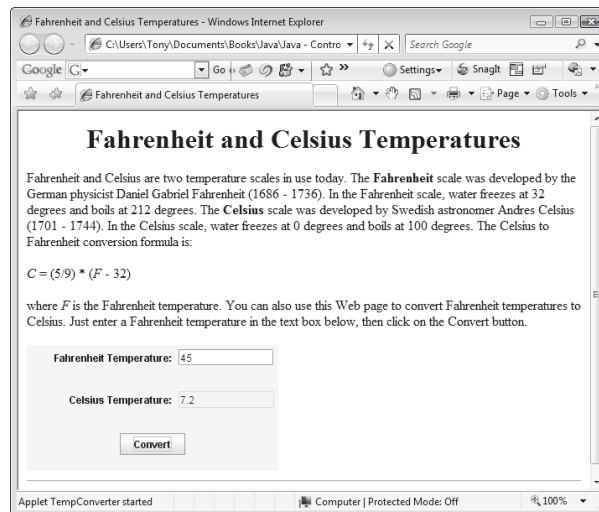 Fahrenheit and Celsius Temperatures - Windows Internet Explorer
C:\Users\Tony\Documents\Books\Java\Java - Contro
Search Google
Google
G
Go
»
Settings
SnagIt
Fahrenheit and Celsius Temperatures
Page
Tools
»
Fahrenheit and Celsius Temperatures
Fahrenheit and Celsius are two temperature scales in use today. The Fahrenheit scale was developed by the
German physicist Daniel Gabriel Fahrenheit (1686 - 1736). In the Fahrenheit scale, water freezes at 32
degrees and boils at 212 degrees. The Celsius scale was developed by Swedish astronomer Andres Celsius
(1701 - 1744). In the Celsius scale, water freezes at 0 degrees and boils at 100 degrees. The Celsius to
Fahrenheit conversion formula is:
C = (5/9) * (F - 32)
where F is the Fahrenheit temperature. You can also use this Web page to convert Fahrenheit temperatures to
Celsius. Just enter a Fahrenheit temperature in the text box below, then click on the Convert button.
Fahrenheit Temperature: 45
Celsius Temperature: 7.2
Convert
Applet TempConverter started
Computer | Protected Mode: Off
100%